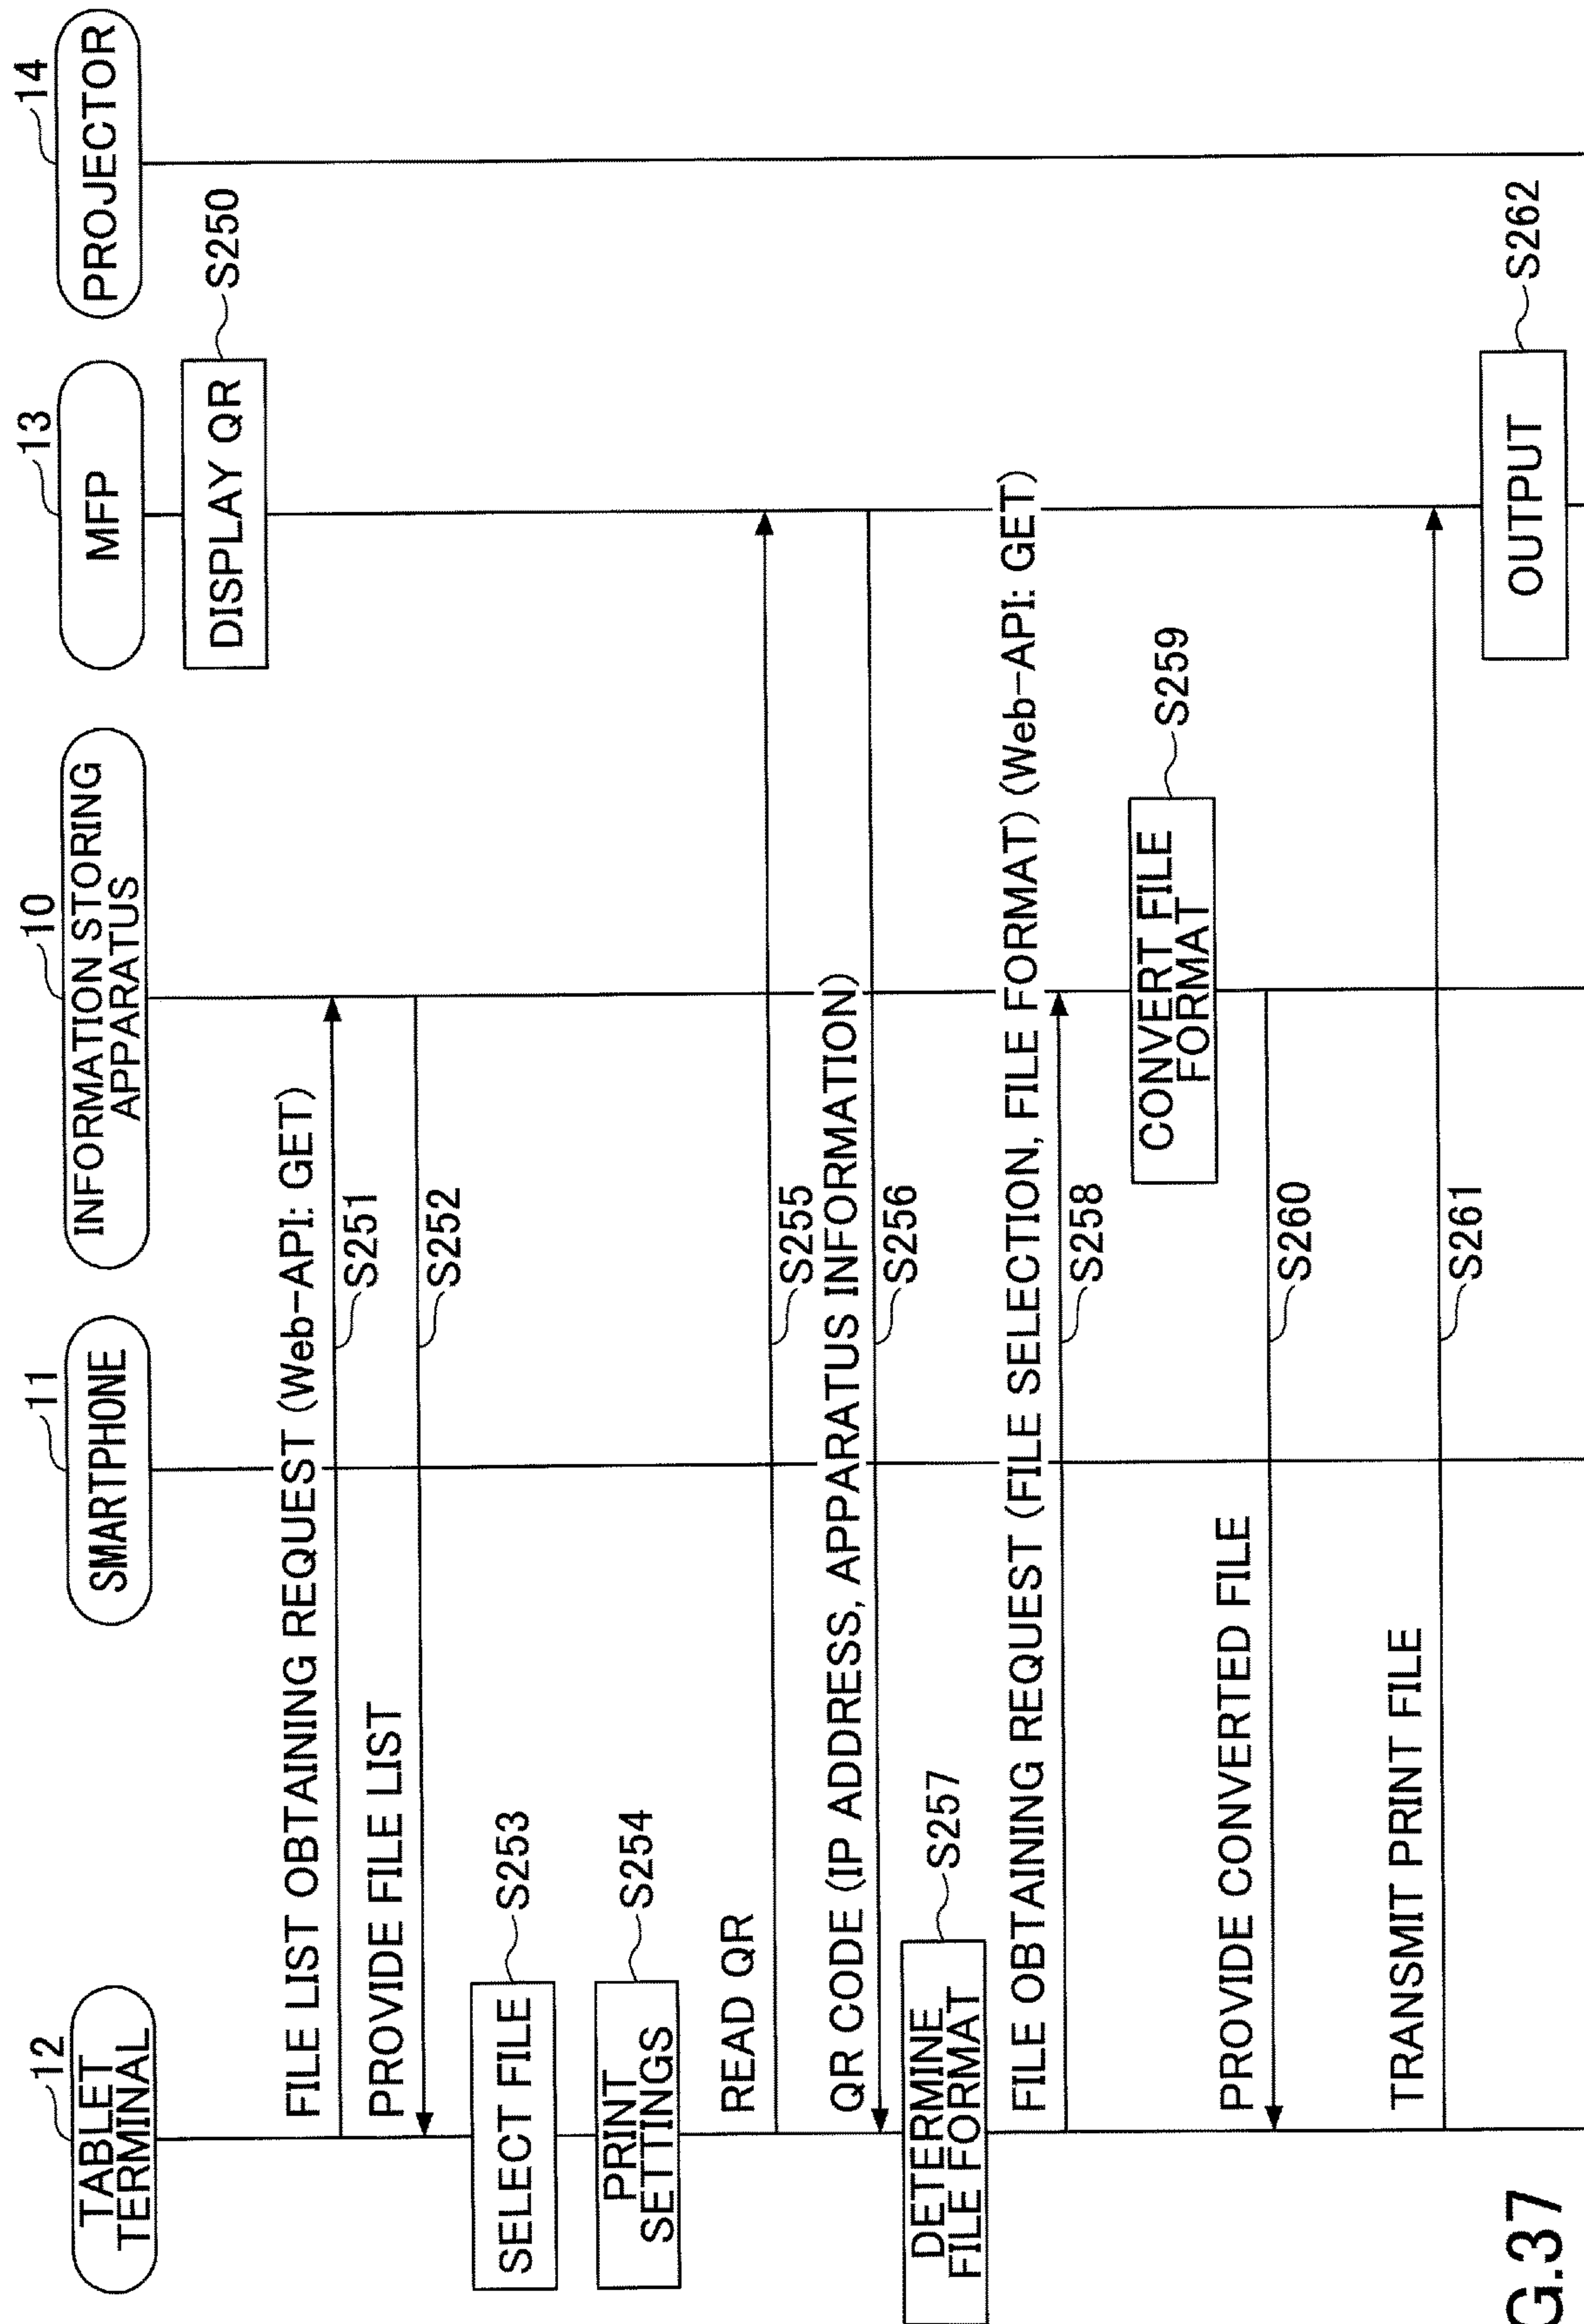 12
TABLET
TERMINAL
11
SMARTPHONE
10
INFORMATION STORING
APPARATUS
13
MFP
14
PROJECTOR
DISPLAY QR
S250
FILE LIST OBTAINING REQUEST (Web-API: GET)
S251
PROVIDE FILE LIST
S252
SELECT FILE
S253
PRINT
SETTINGS
S254
READ QR
S255
QR CODE (IP ADDRESS, APPARATUS INFORMATION)
S256
DETERMINE
FILE FORMAT
S257
FILE OBTAINING REQUEST (FILE SELECTION, FILE FORMAT) (Web-API: GET)
S258
CONVERT FILE
FORMAT
S259
PROVIDE CONVERTED FILE
S260
TRANSMIT PRINT FILE
S261
OUTPUT
S262
G.37